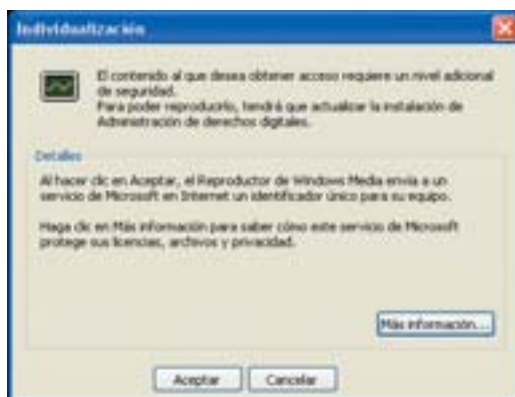 Individualización
El contenido al que desea obtener acceso requiere un nivel adicional
de seguridad.
Para poder reproducirlo, tendrá que actualizar la instalación de
Administración de derechos digitales.
Detalles
Al hacer clic en Aceptar, el Reproductor de Windows Media envía a un
servicio de Microsoft en Internet un identificador único para su equipo.
Haga clic en Más información para saber cómo este servicio de Microsoft
protege sus licencias, archivos y privacidad.
Más información...
Aceptar
Cancelar